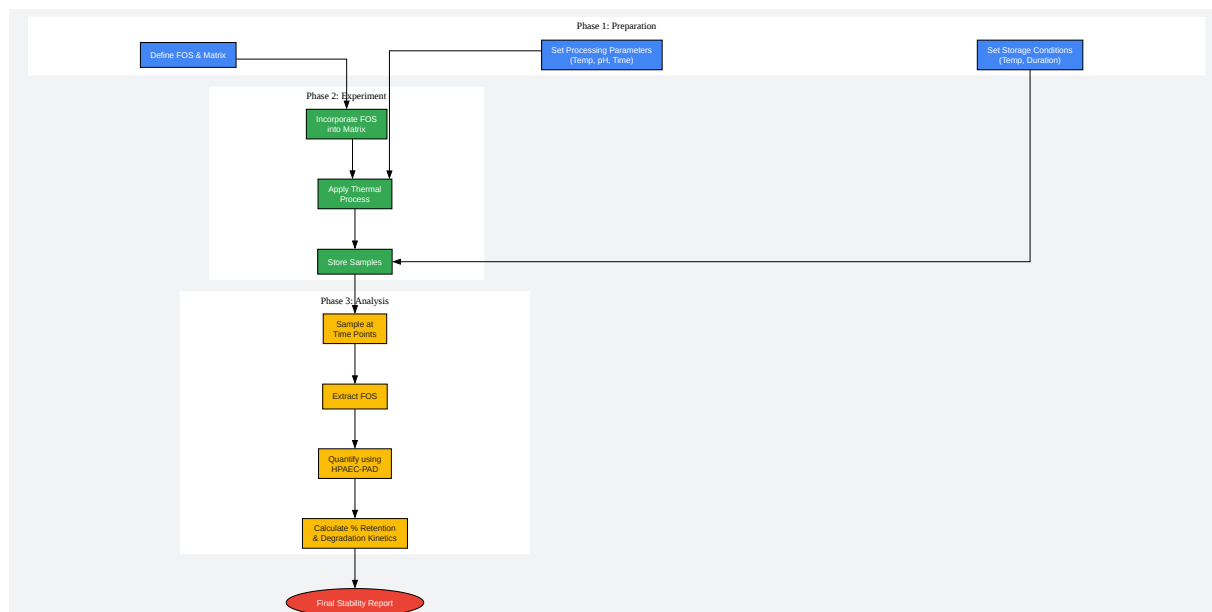 Phase 1: Preparation
Define FOS & Matrix
Set Processing Parameters
(Temp, pH, Time)
Set Storage Conditions
(Temp, Duration)
Phase 2: Experiment
Incorporate FOS
into Matrix
Apply Thermal
Process
Store Samples
Phase 3: Analysis
Sample at
Time Points
Extract FOS
Quantify using
HPAEC-PAD
Calculate % Retention
& Degradation Kinetics
Final Stability Report